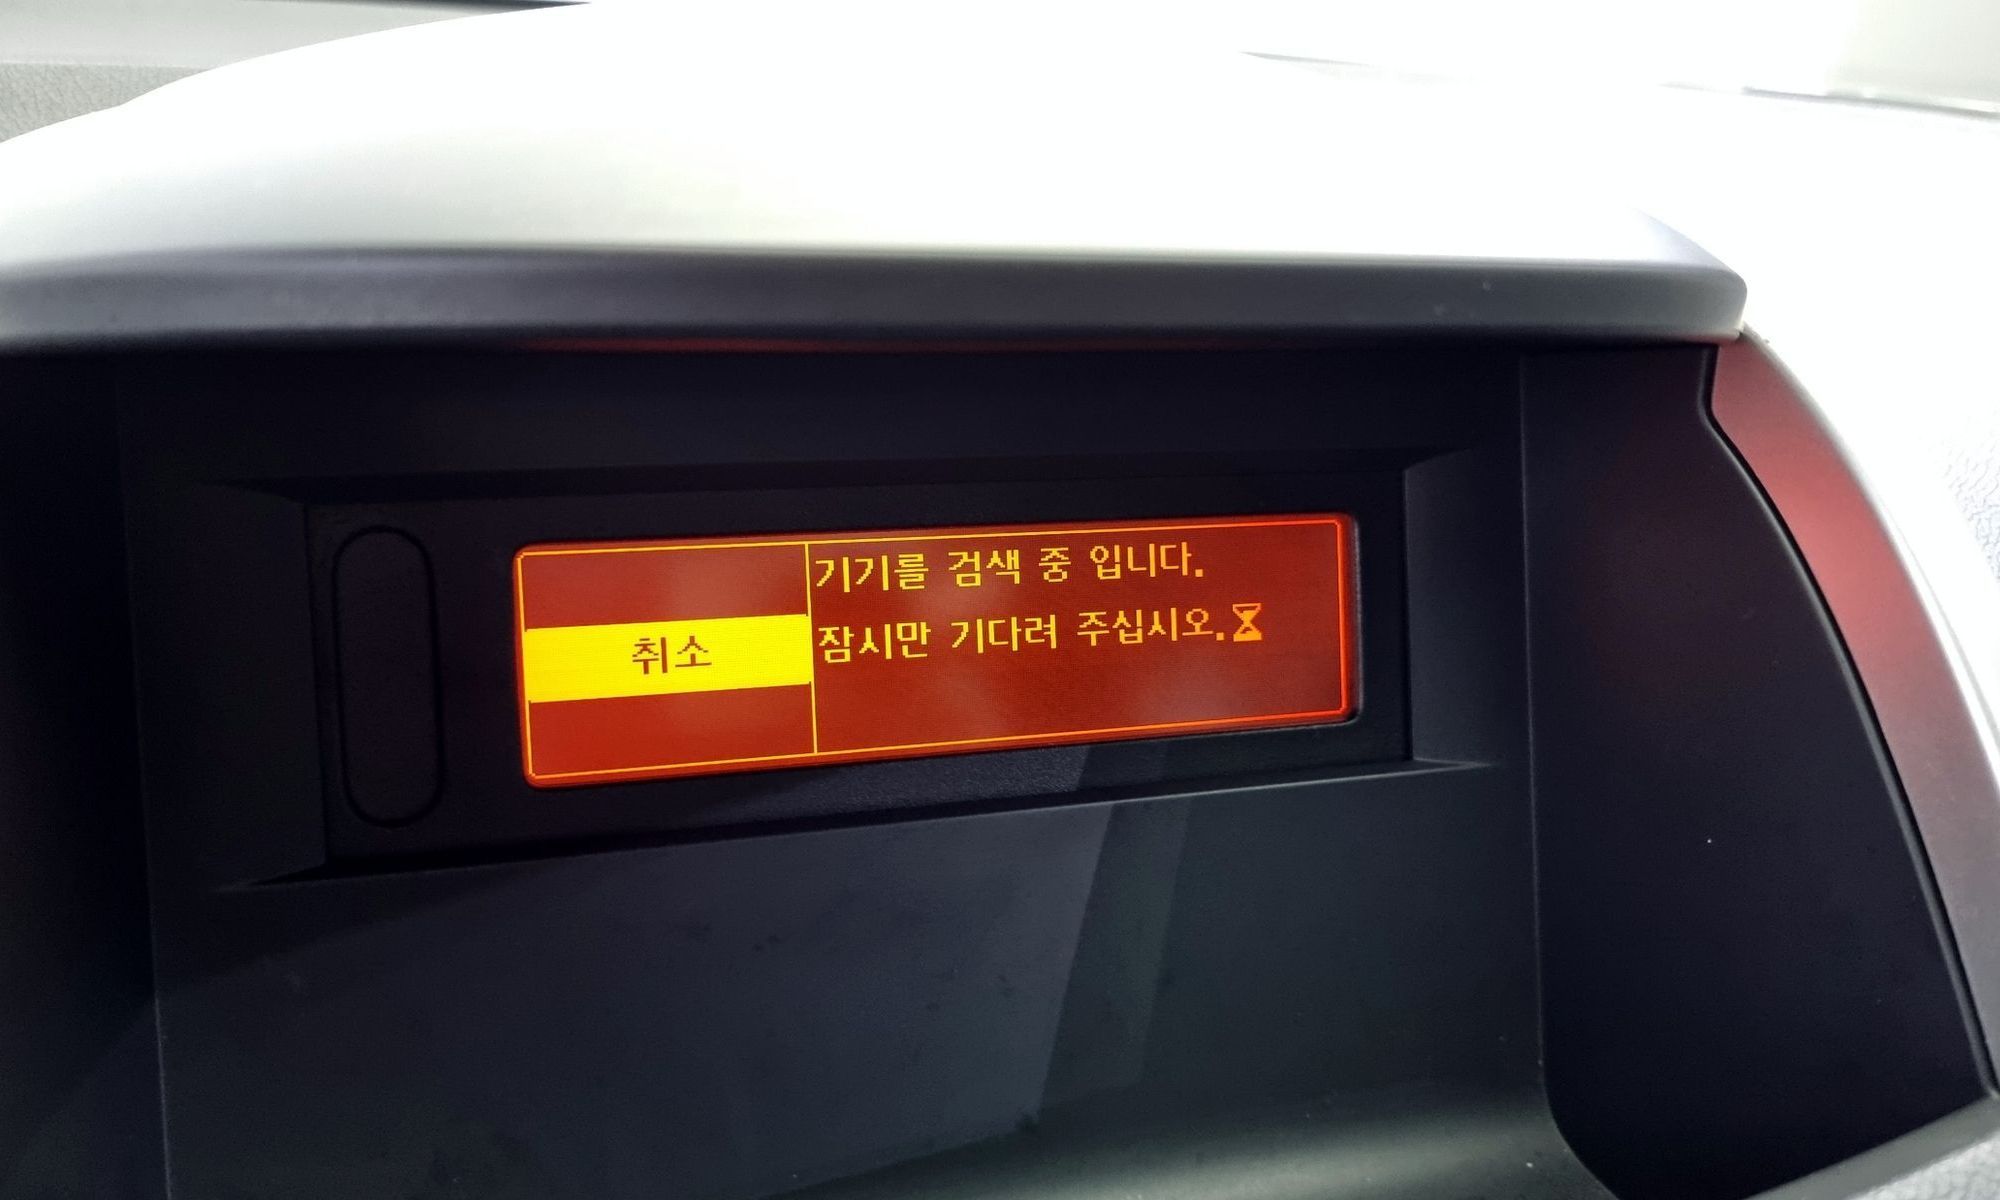 취소
기기를 검색 중 입니다.
잠시만 기다려 주십시오.